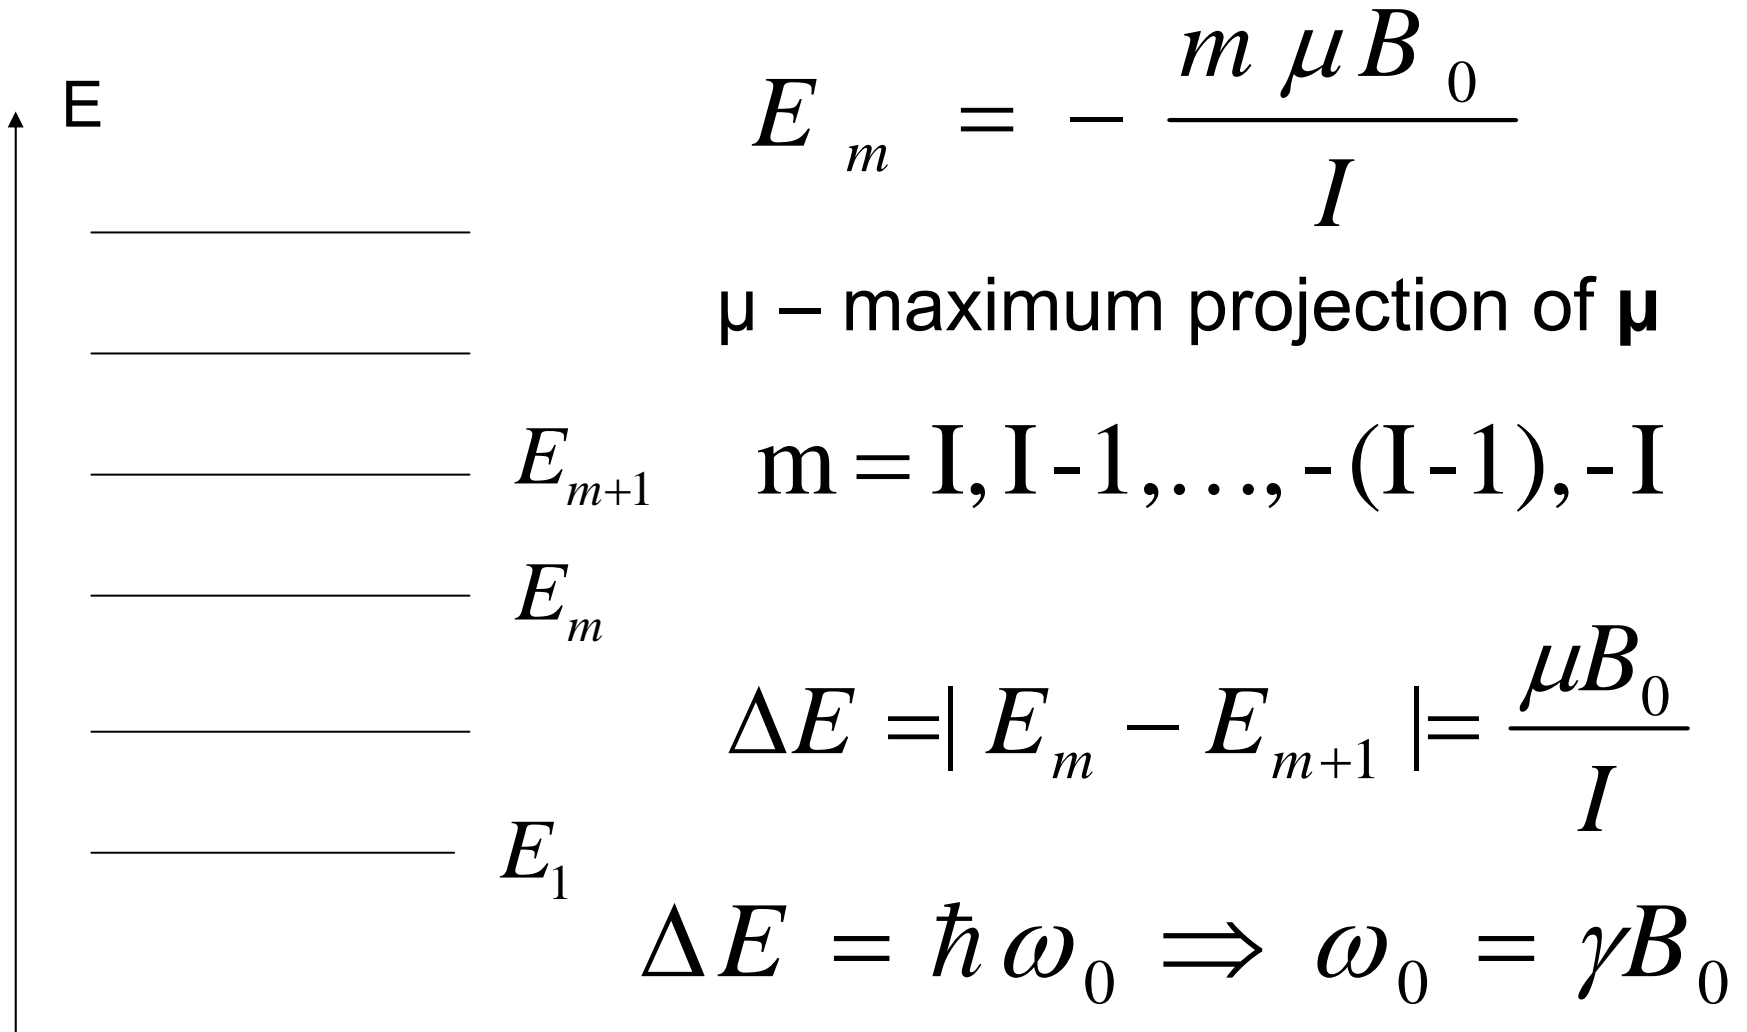 E
E_m = - m μ B_0 / I
μ – maximum projection of μ
E_{m+1}
m = I, I - 1,…, - (I - 1), - I
E_m
ΔE =| E_m − E_{m+1} |= μB_0 / I
E_1
ΔE = ℏω_0 ⇒ ω_0 = γB_0